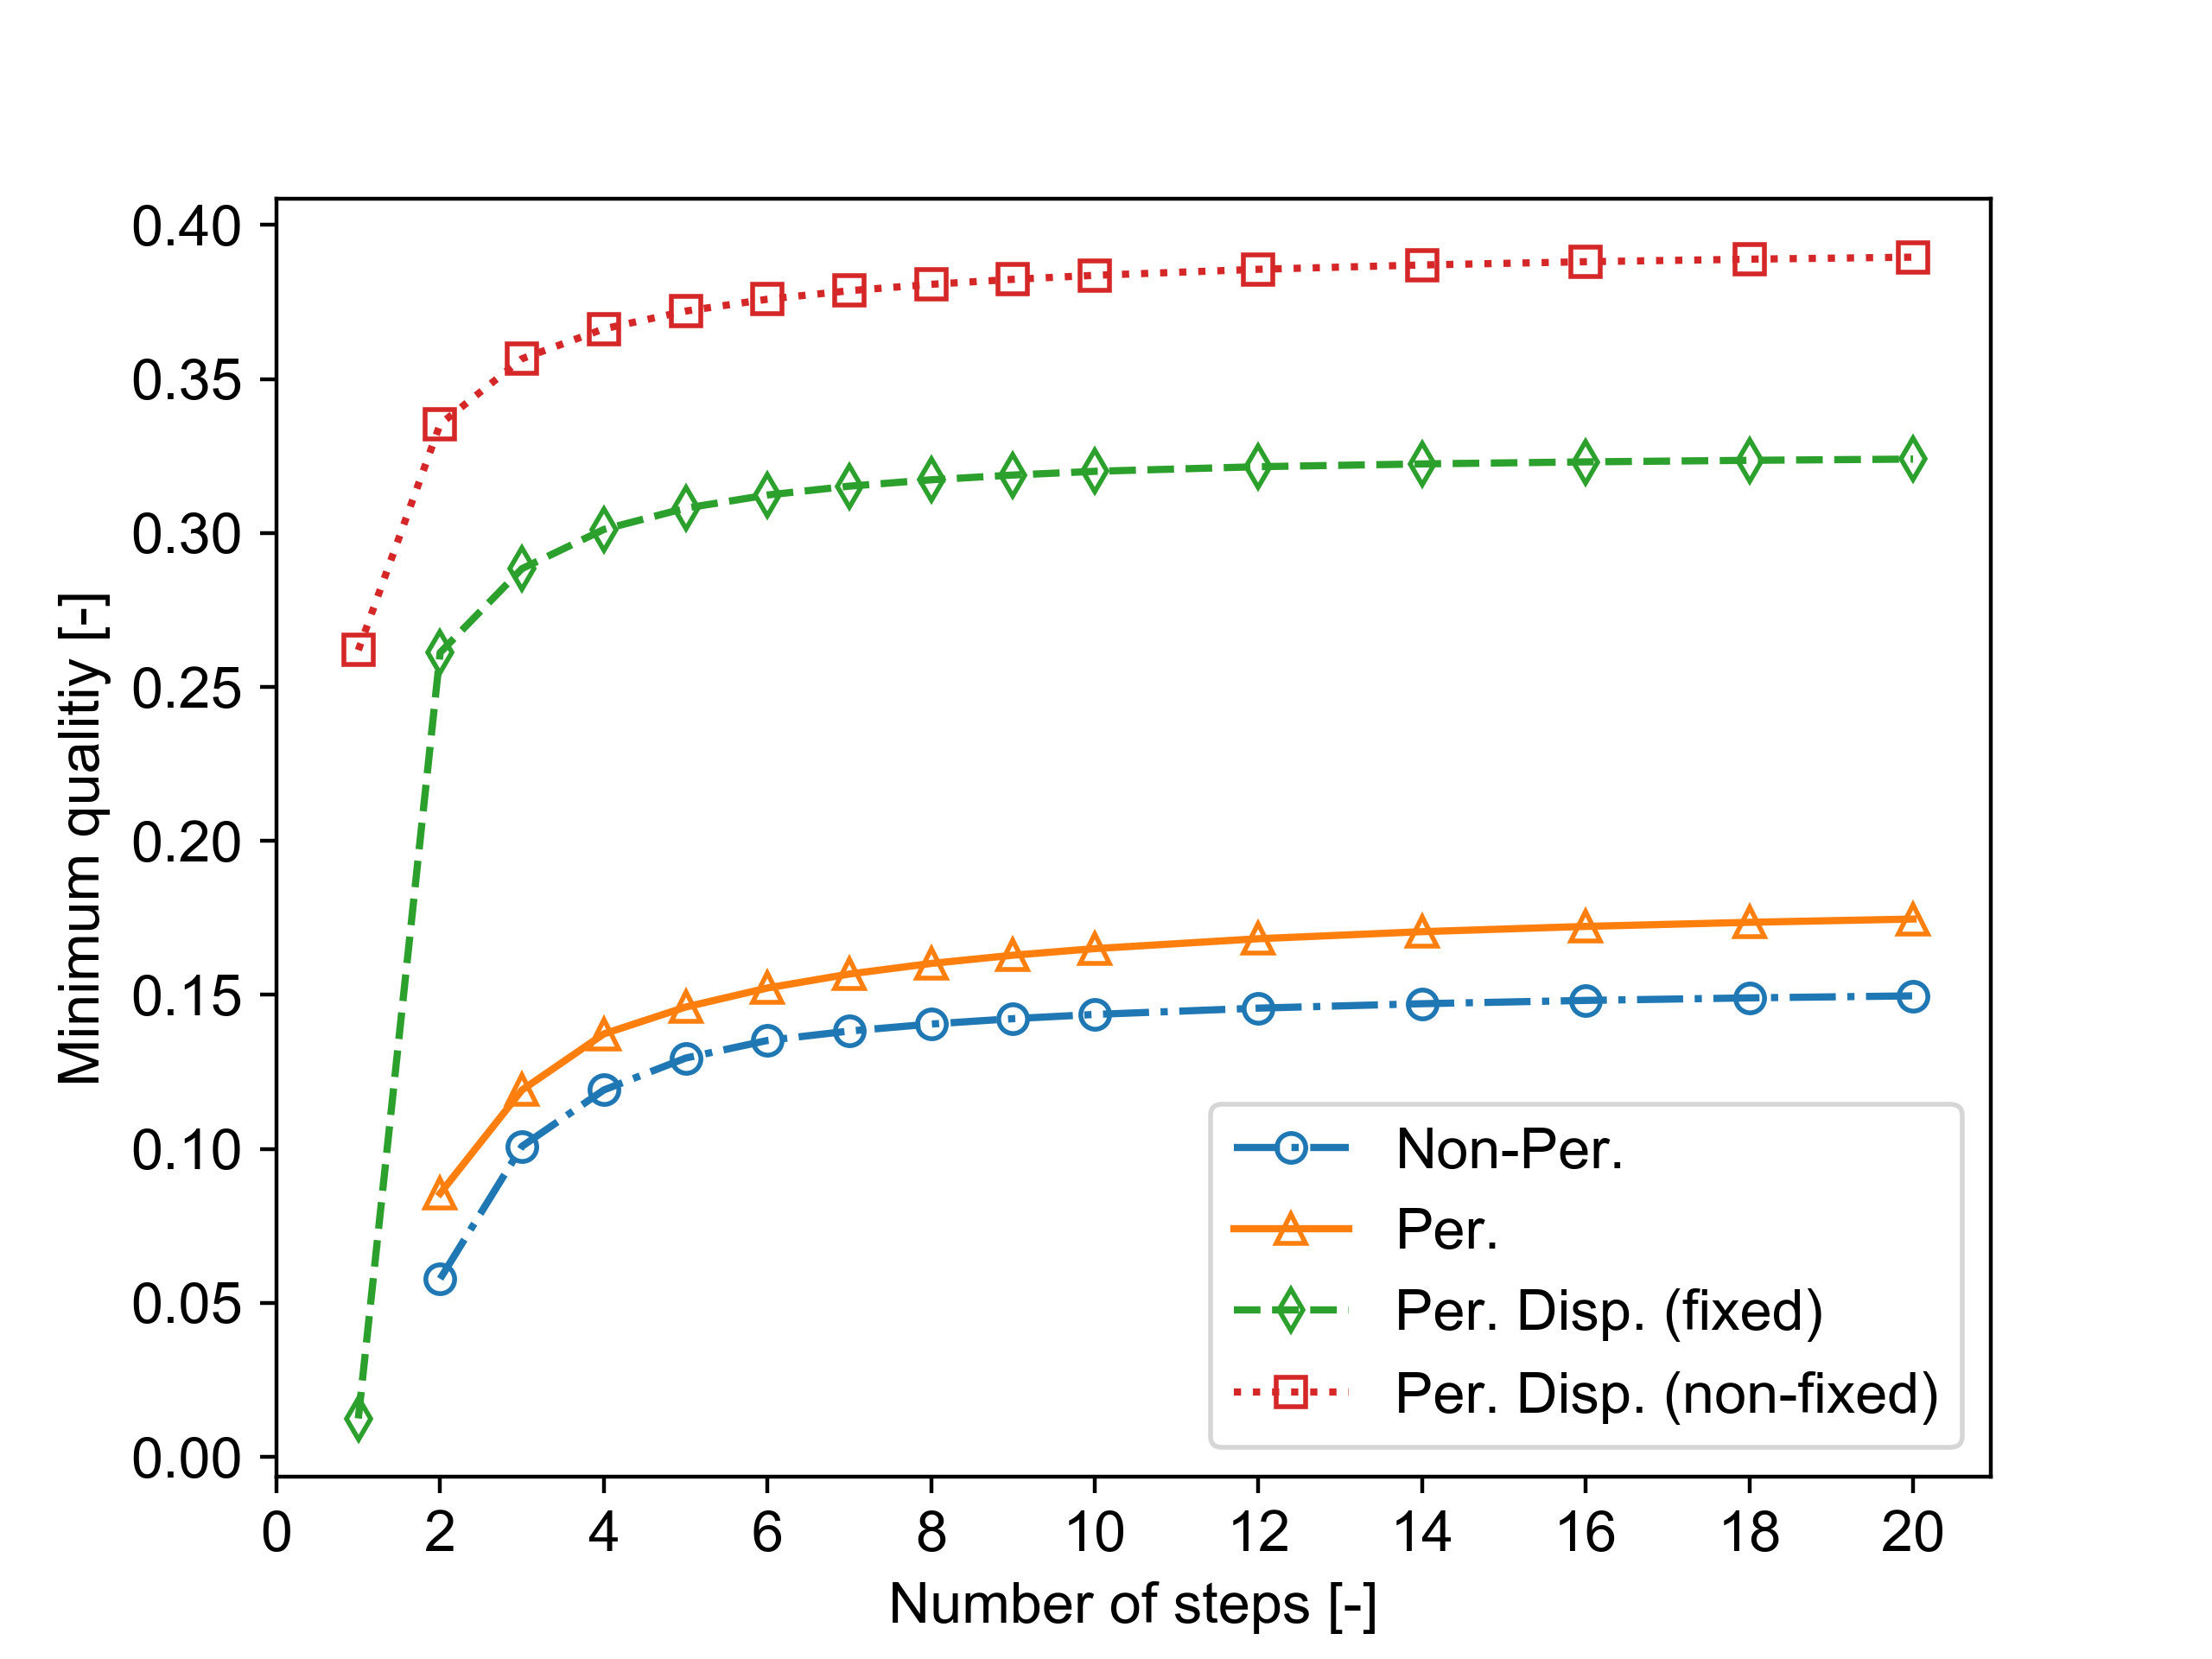 0.40
0.35
0.30
0.25
0.20
0.15
0.10
0.05
0.00
Minimum qualitiy [-]
0 2 4 6 8 10 12 14 16 18 20
Number of steps [-]
Non-Per.
Per.
Per. Disp. (fixed)
Per. Disp. (non-fixed)